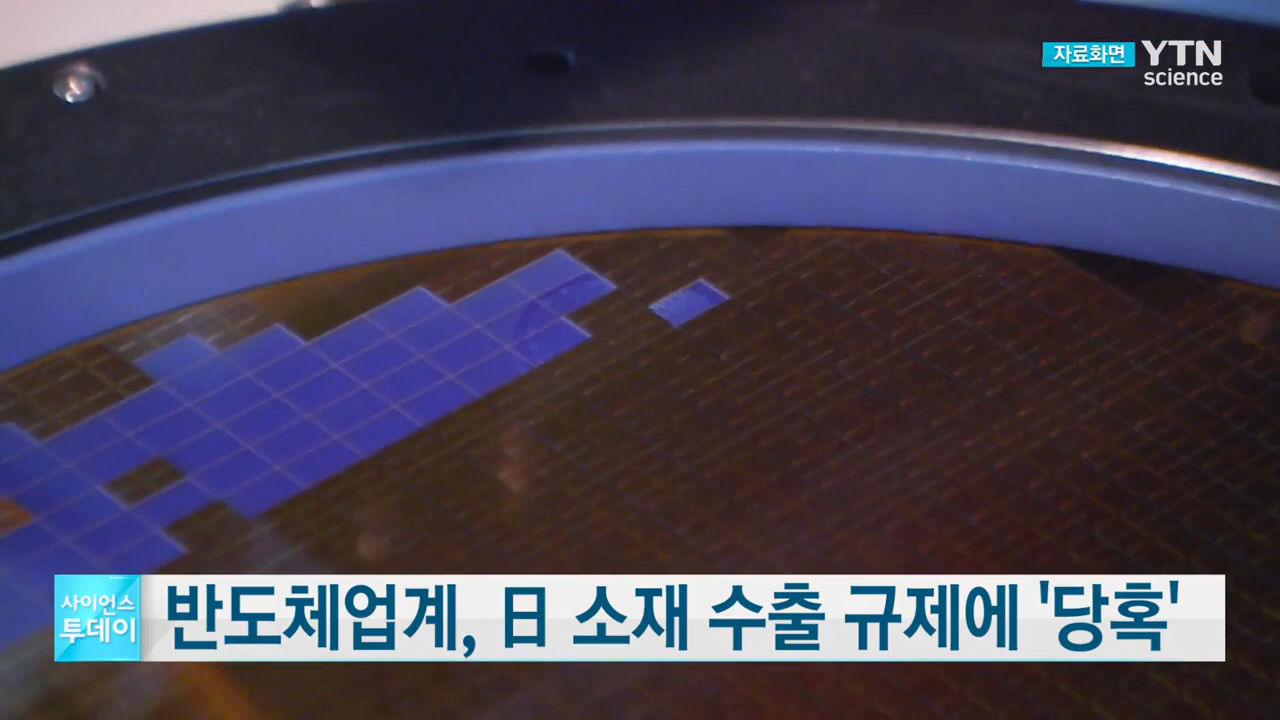 자료화면
YTN
science
사이언스
투데이
반도체업계, 日 소재 수출 규제에 '당혹'